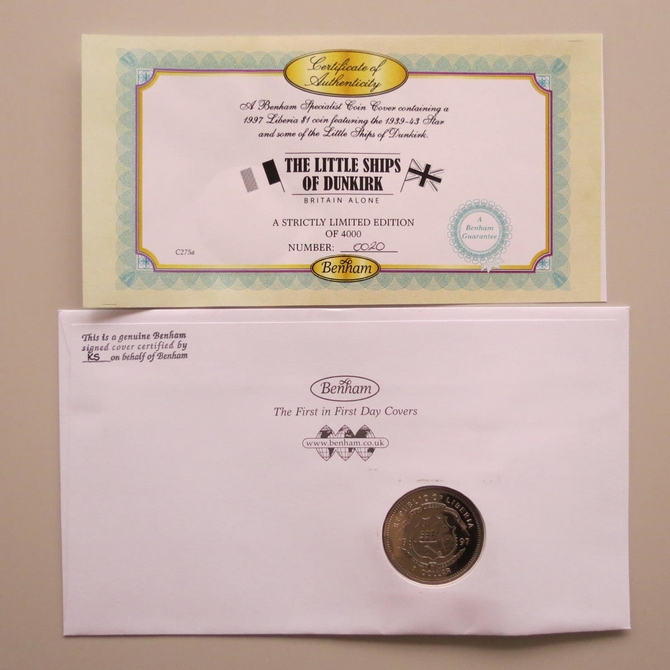 Certificate of
Authenticity
A Benham Specialist Coin Cover containing a
1997 Liberia $1 coin featuring the 1939-43 Star
and some of the Little Ships of Dunkirk.
THE LITTLE SHIPS
OF DUNKIRK
BRITAIN ALONE
A STRICTLY LIMITED EDITION
OF 4000
NUMBER: 0020
A
Benham
Guarantee
C275a
Benham
This is a genuine Benham
signed cover certified by
KS on behalf of Benham
Benham
The First in First Day Covers
www.benham.co.uk
REPUBLIC OF LIBERIA
97
DOLLAR